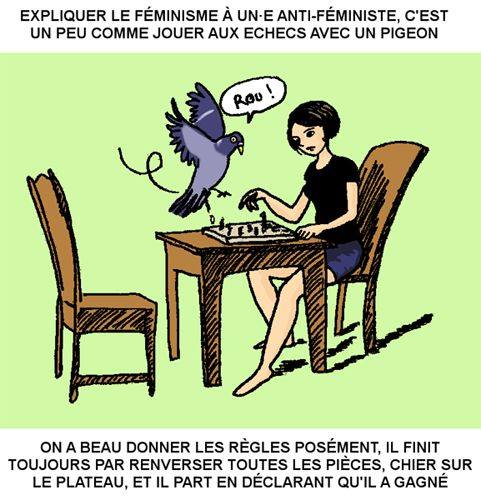 EXPLIQUER LE FÉMINISME À UN·E ANTI-FÉMINISTE, C'EST
UN PEU COMME JOUER AUX ECHECS AVEC UN PIGEON
ROU !
ON A BEAU DONNER LES RÈGLES POSÉMENT, IL FINIT
TOUJOURS PAR RENVERSER TOUTES LES PIÈCES, CHIER SUR
LE PLATEAU, ET IL PART EN DÉCLARANT QU'IL A GAGNÉ